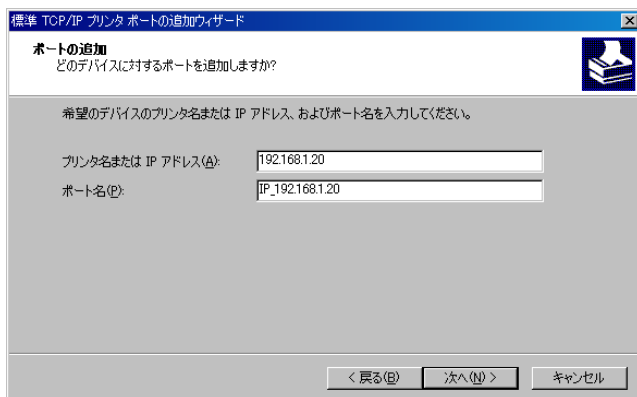 標準 TCP/IP プリンタ ポートの追加ウィザード
ポートの追加
どのデバイスに対するポートを追加しますか?
希望のデバイスのプリンタ名または IP アドレス、およびポート名を入力してください。
プリンタ名または IP アドレス(A): 192.168.1.20
ポート名(P): IP_192.168.1.20
< 戻る(B) 次へ(N) > キャンセル